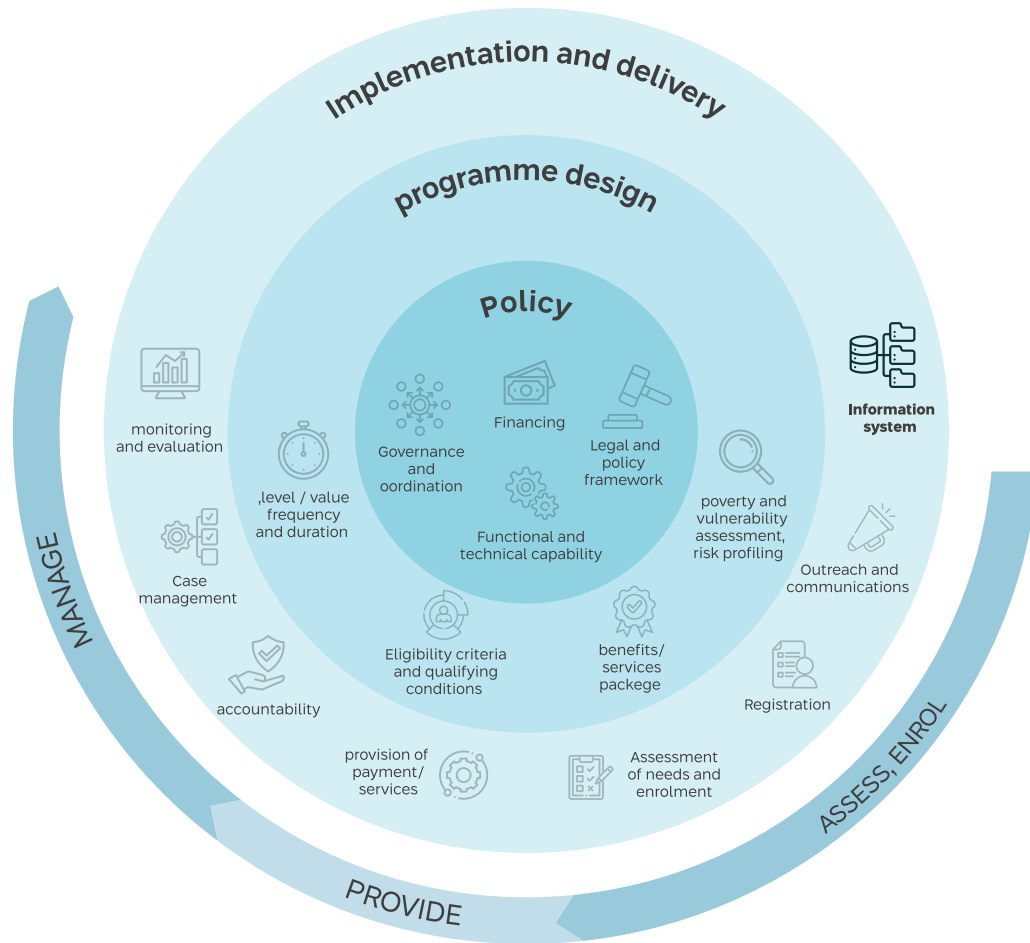 Implementation and delivery
programme design
Policy
Governance
and
oordination
Financing
Legal and
policy
framework
Functional and
technical capability
,level / value
frequency
and duration
poverty and
vulnerability
assessment,
risk profiling
Eligibility criteria
and qualifying
conditions
benefits/
services
packege
monitoring
and evaluation
Information
system
Case
management
Outreach and
communications
accountability
Registration
provision of
payment/
services
Assessment
of needs and
enrolment
MANAGE
PROVIDE
ASSESS, ENROL